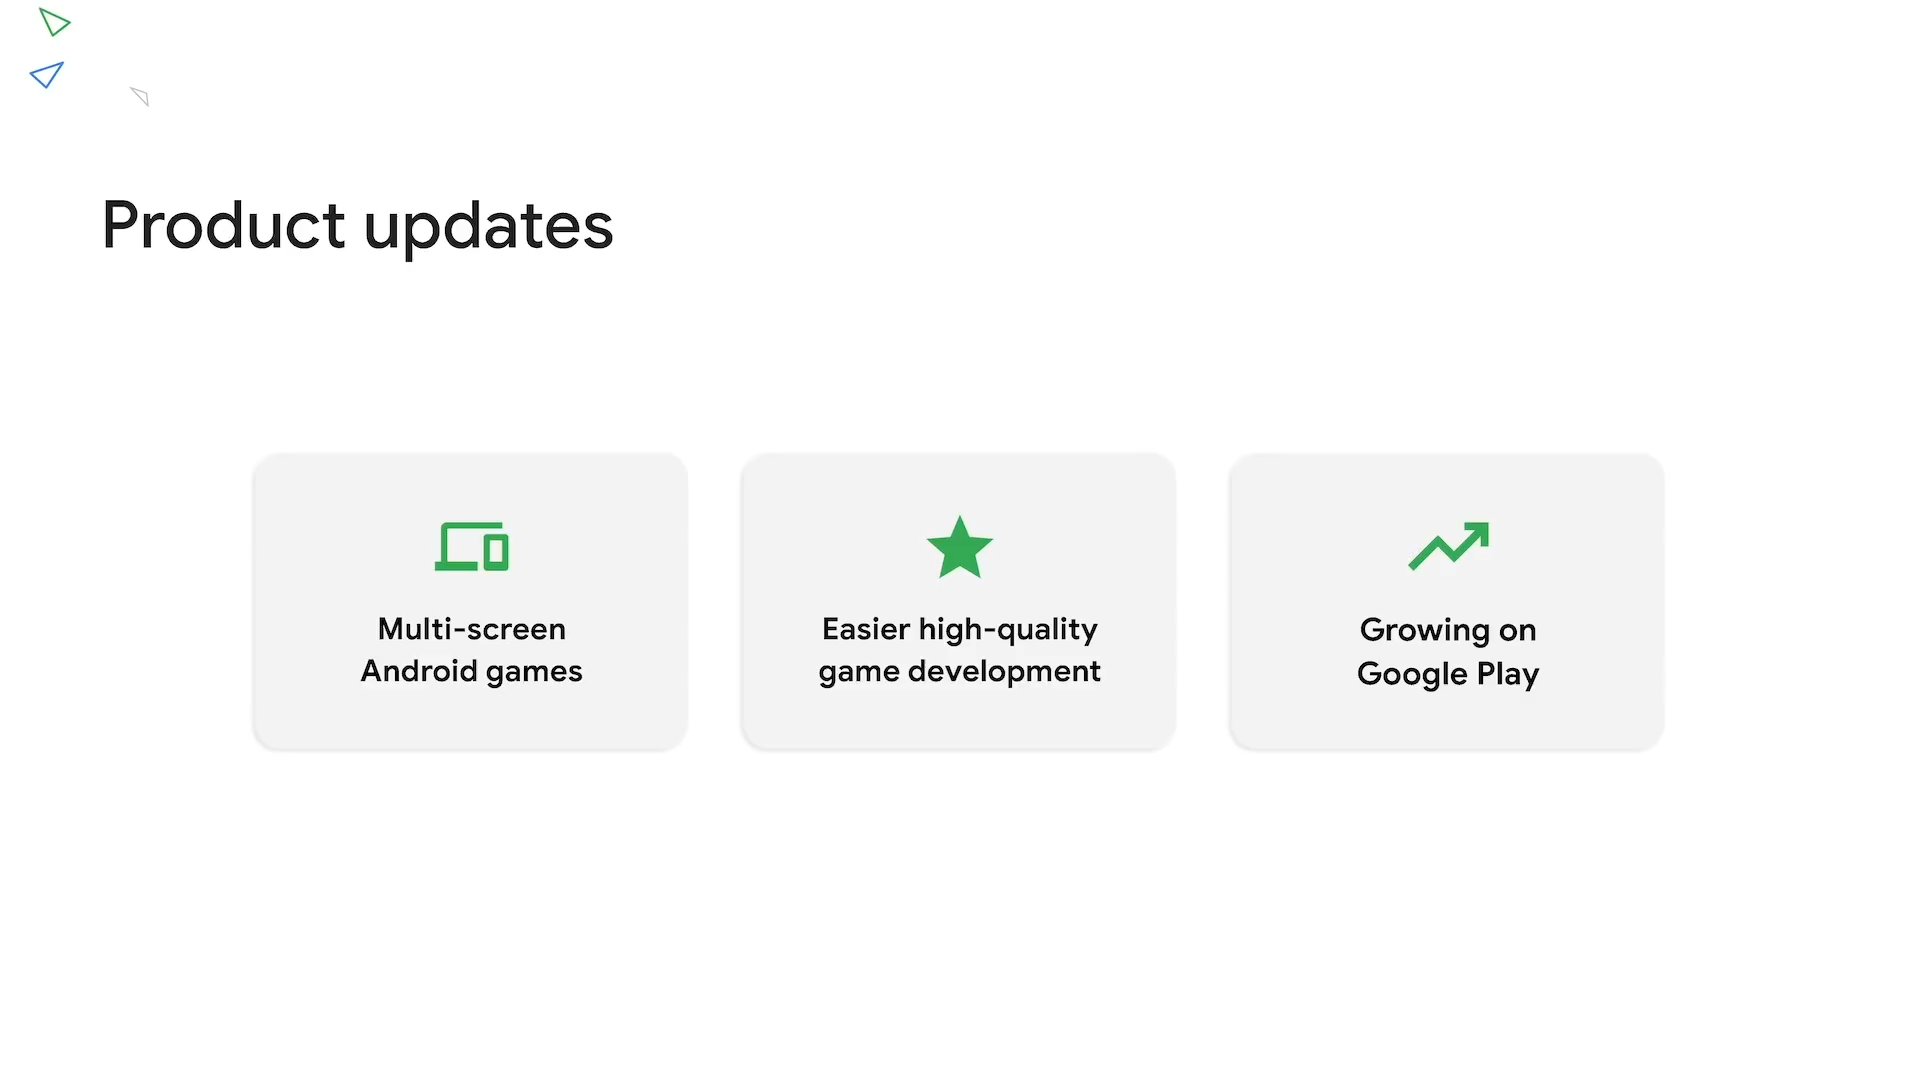 Product updates
Multi-screen
Android games
Easier high-quality
game development
Growing on
Google Play